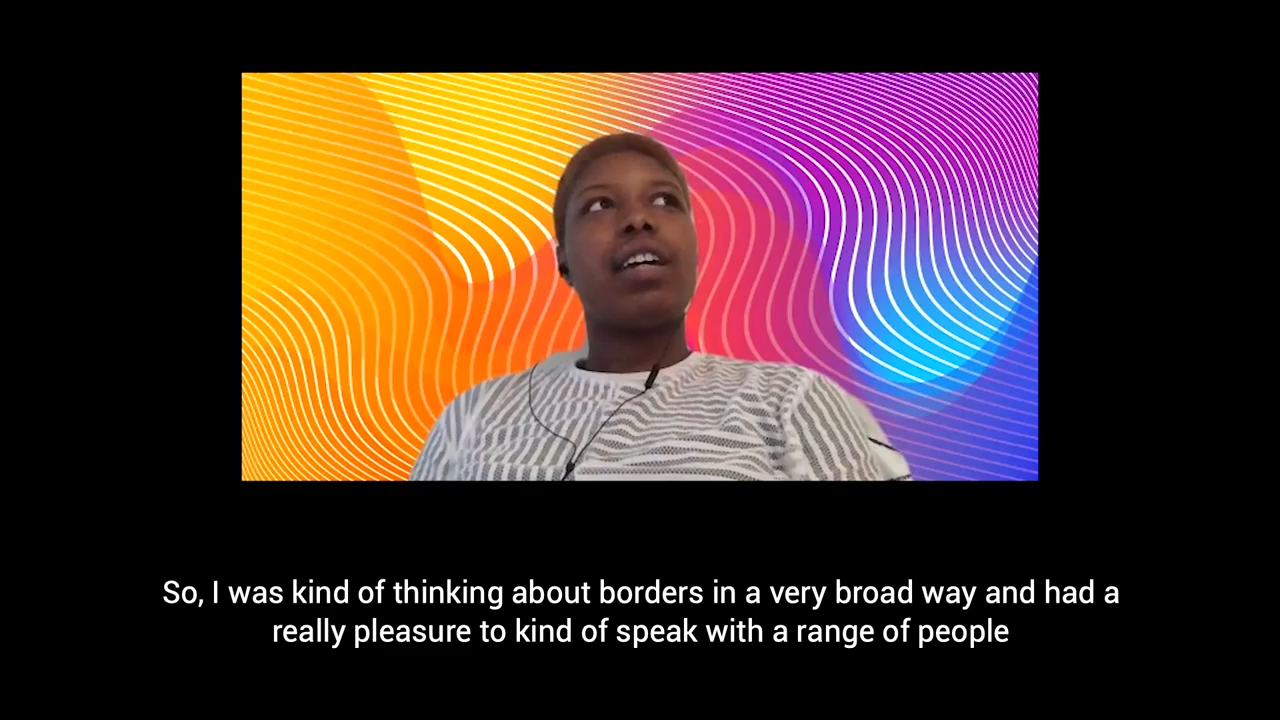 So, I was kind of thinking about borders in a very broad way and had a
really pleasure to kind of speak with a range of people